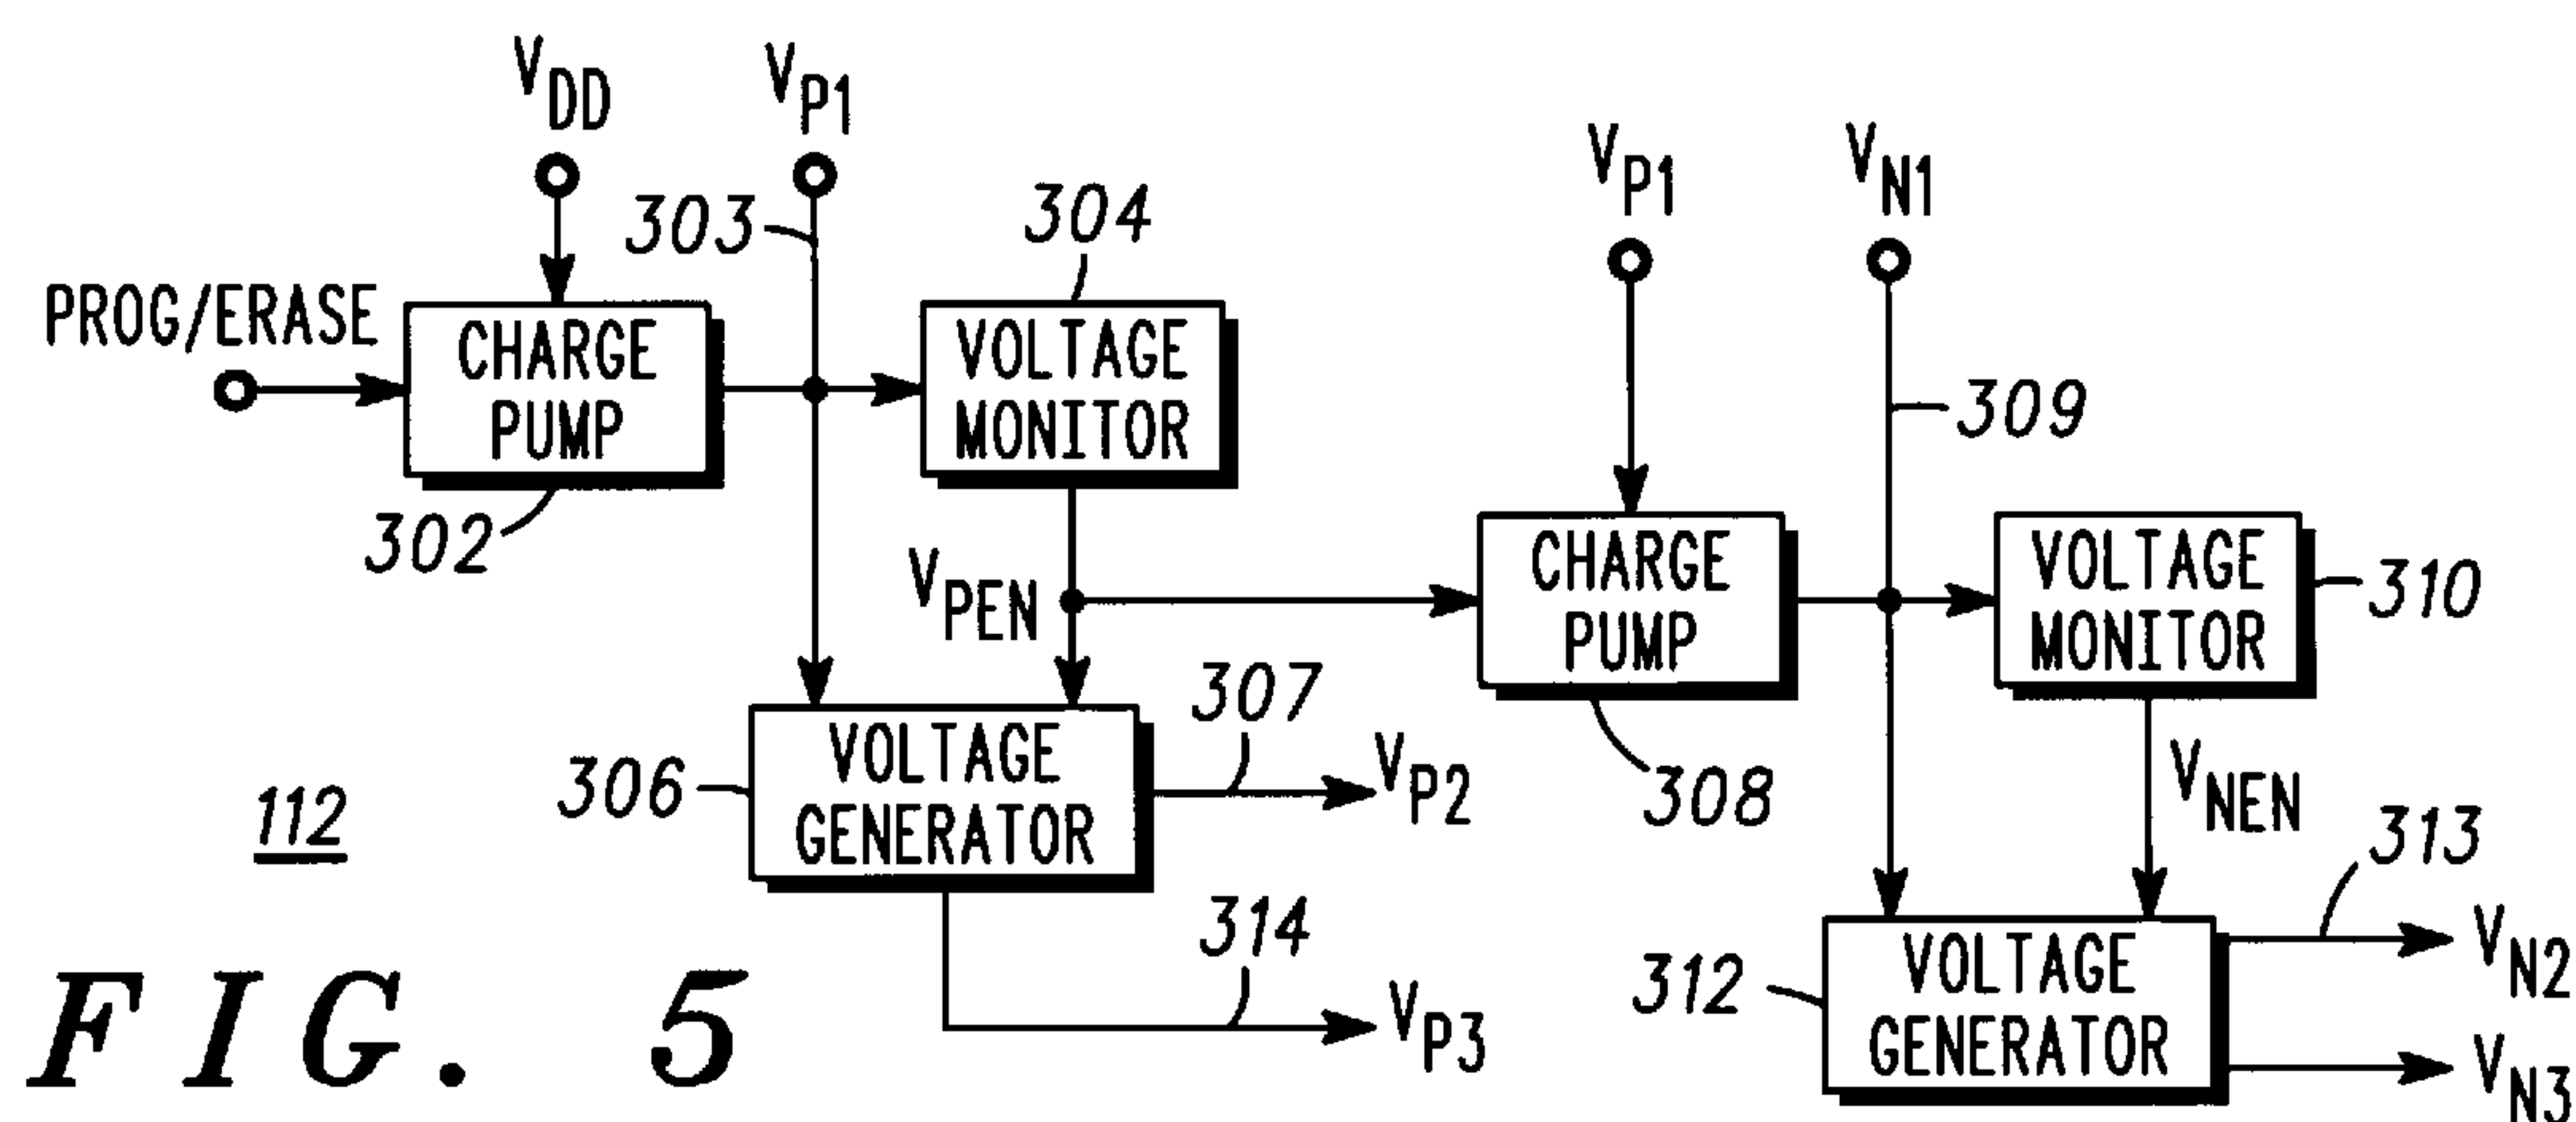 V_DD
V_P1
303
304
PROG/ERASE
CHARGE
PUMP
302
VOLTAGE
MONITOR
V_PEN
306
VOLTAGE
GENERATOR
307
V_P2
314
V_P3
V_P1
V_N1
309
CHARGE
PUMP
308
VOLTAGE
MONITOR
310
V_NEN
312
VOLTAGE
GENERATOR
313
V_N2
V_N3
112
FIG. 5